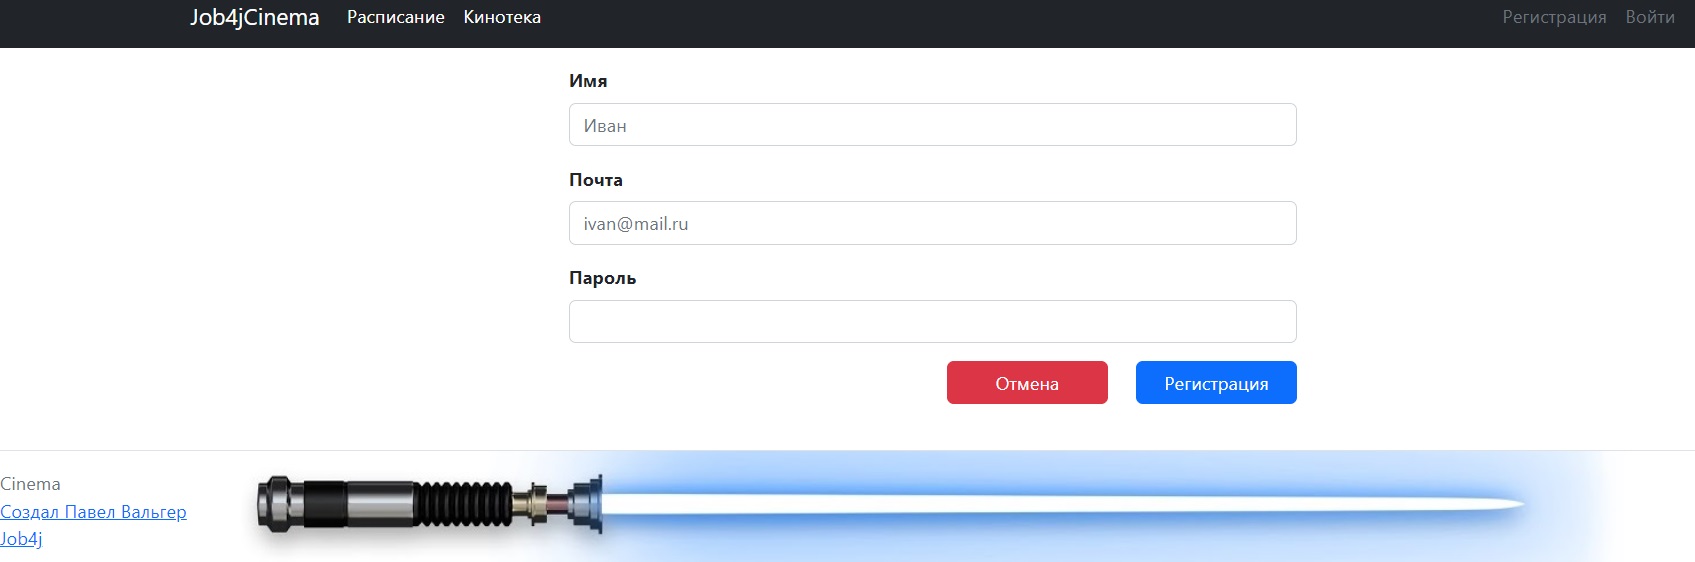 Job4jCinema Расписание Кинотека Регистрация Войти
Имя
Иван
Почта
ivan@mail.ru
Пароль
Отмена Регистрация
Cinema
Создал Павел Вальгер
Job4j